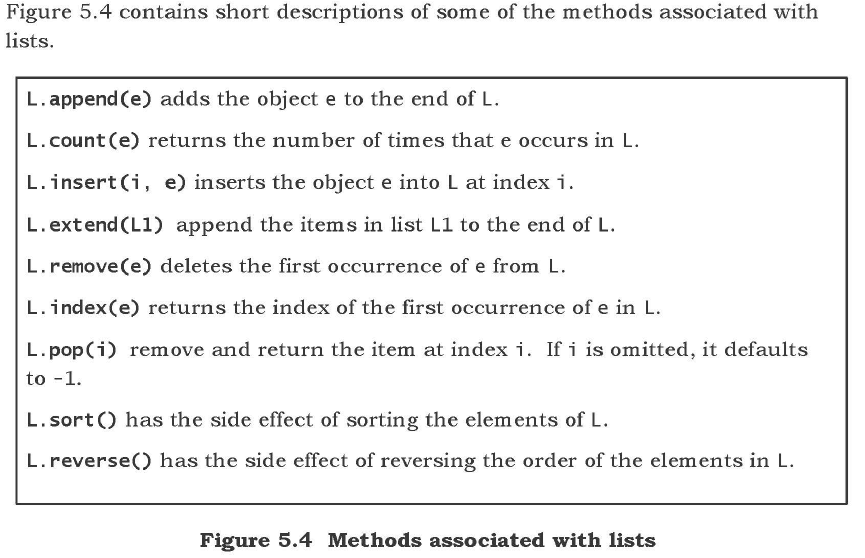 Figure 5.4 contains short descriptions of some of the methods associated with
lists.
L.append(e) adds the object e to the end of L.
L.count(e) returns the number of times that e occurs in L.
L.insert(i, e) inserts the object e into L at index i.
L.extend(L1) append the items in list L1 to the end of L.
L.remove(e) deletes the first occurrence of e from L.
L.index(e) returns the index of the first occurrence of e in L.
L.pop(i) remove and return the item at index i. If i is omitted, it defaults
to -1.
L.sort() has the side effect of sorting the elements of L.
L.reverse() has the side effect of reversing the order of the elements in L.
Figure 5.4 Methods associated with lists